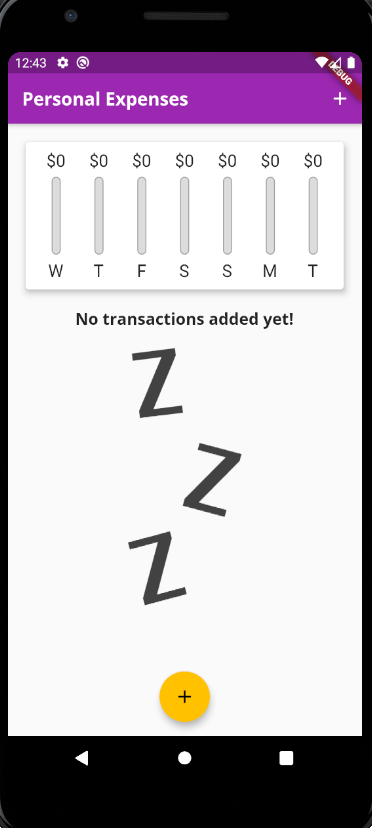 12:43
DEBUG
Personal Expenses +
$0 $0 $0 $0 $0 $0 $0
W T F S S M T
No transactions added yet!
Z
Z
Z
+